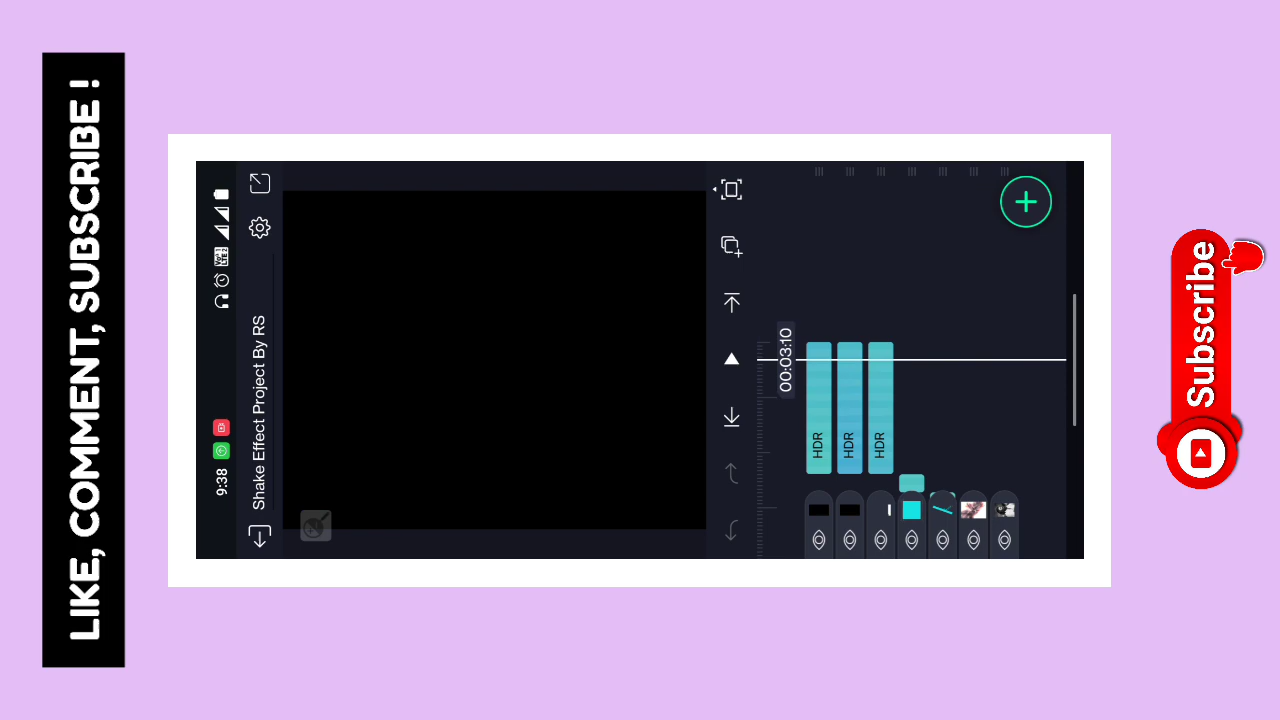 LIKE, COMMENT, SUBSCRIBE !
9:38
Shake Effect Project By RS
00:03:10
HDR
HDR
HDR
Subscribe